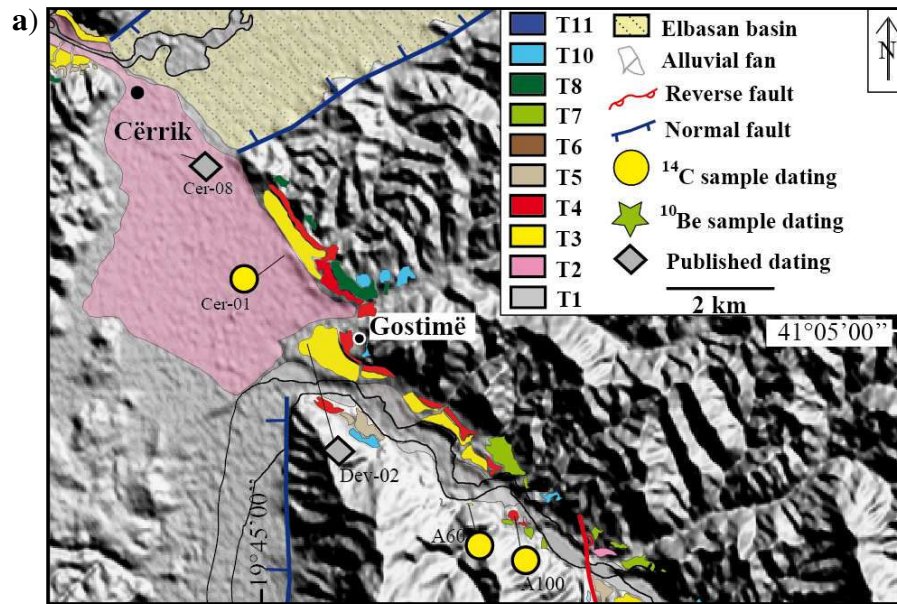 a)
Cërrik
Cer-08
Cer-01
Gostimë
Dev-02
A60
A100
19°45'00''
41°05'00''
T11
T10
T8
T7
T6
T5
T4
T3
T2
T1
Elbasan basin
Alluvial fan
Reverse fault
Normal fault
¹⁴C sample dating
¹⁰Be sample dating
Published dating
2 km
N